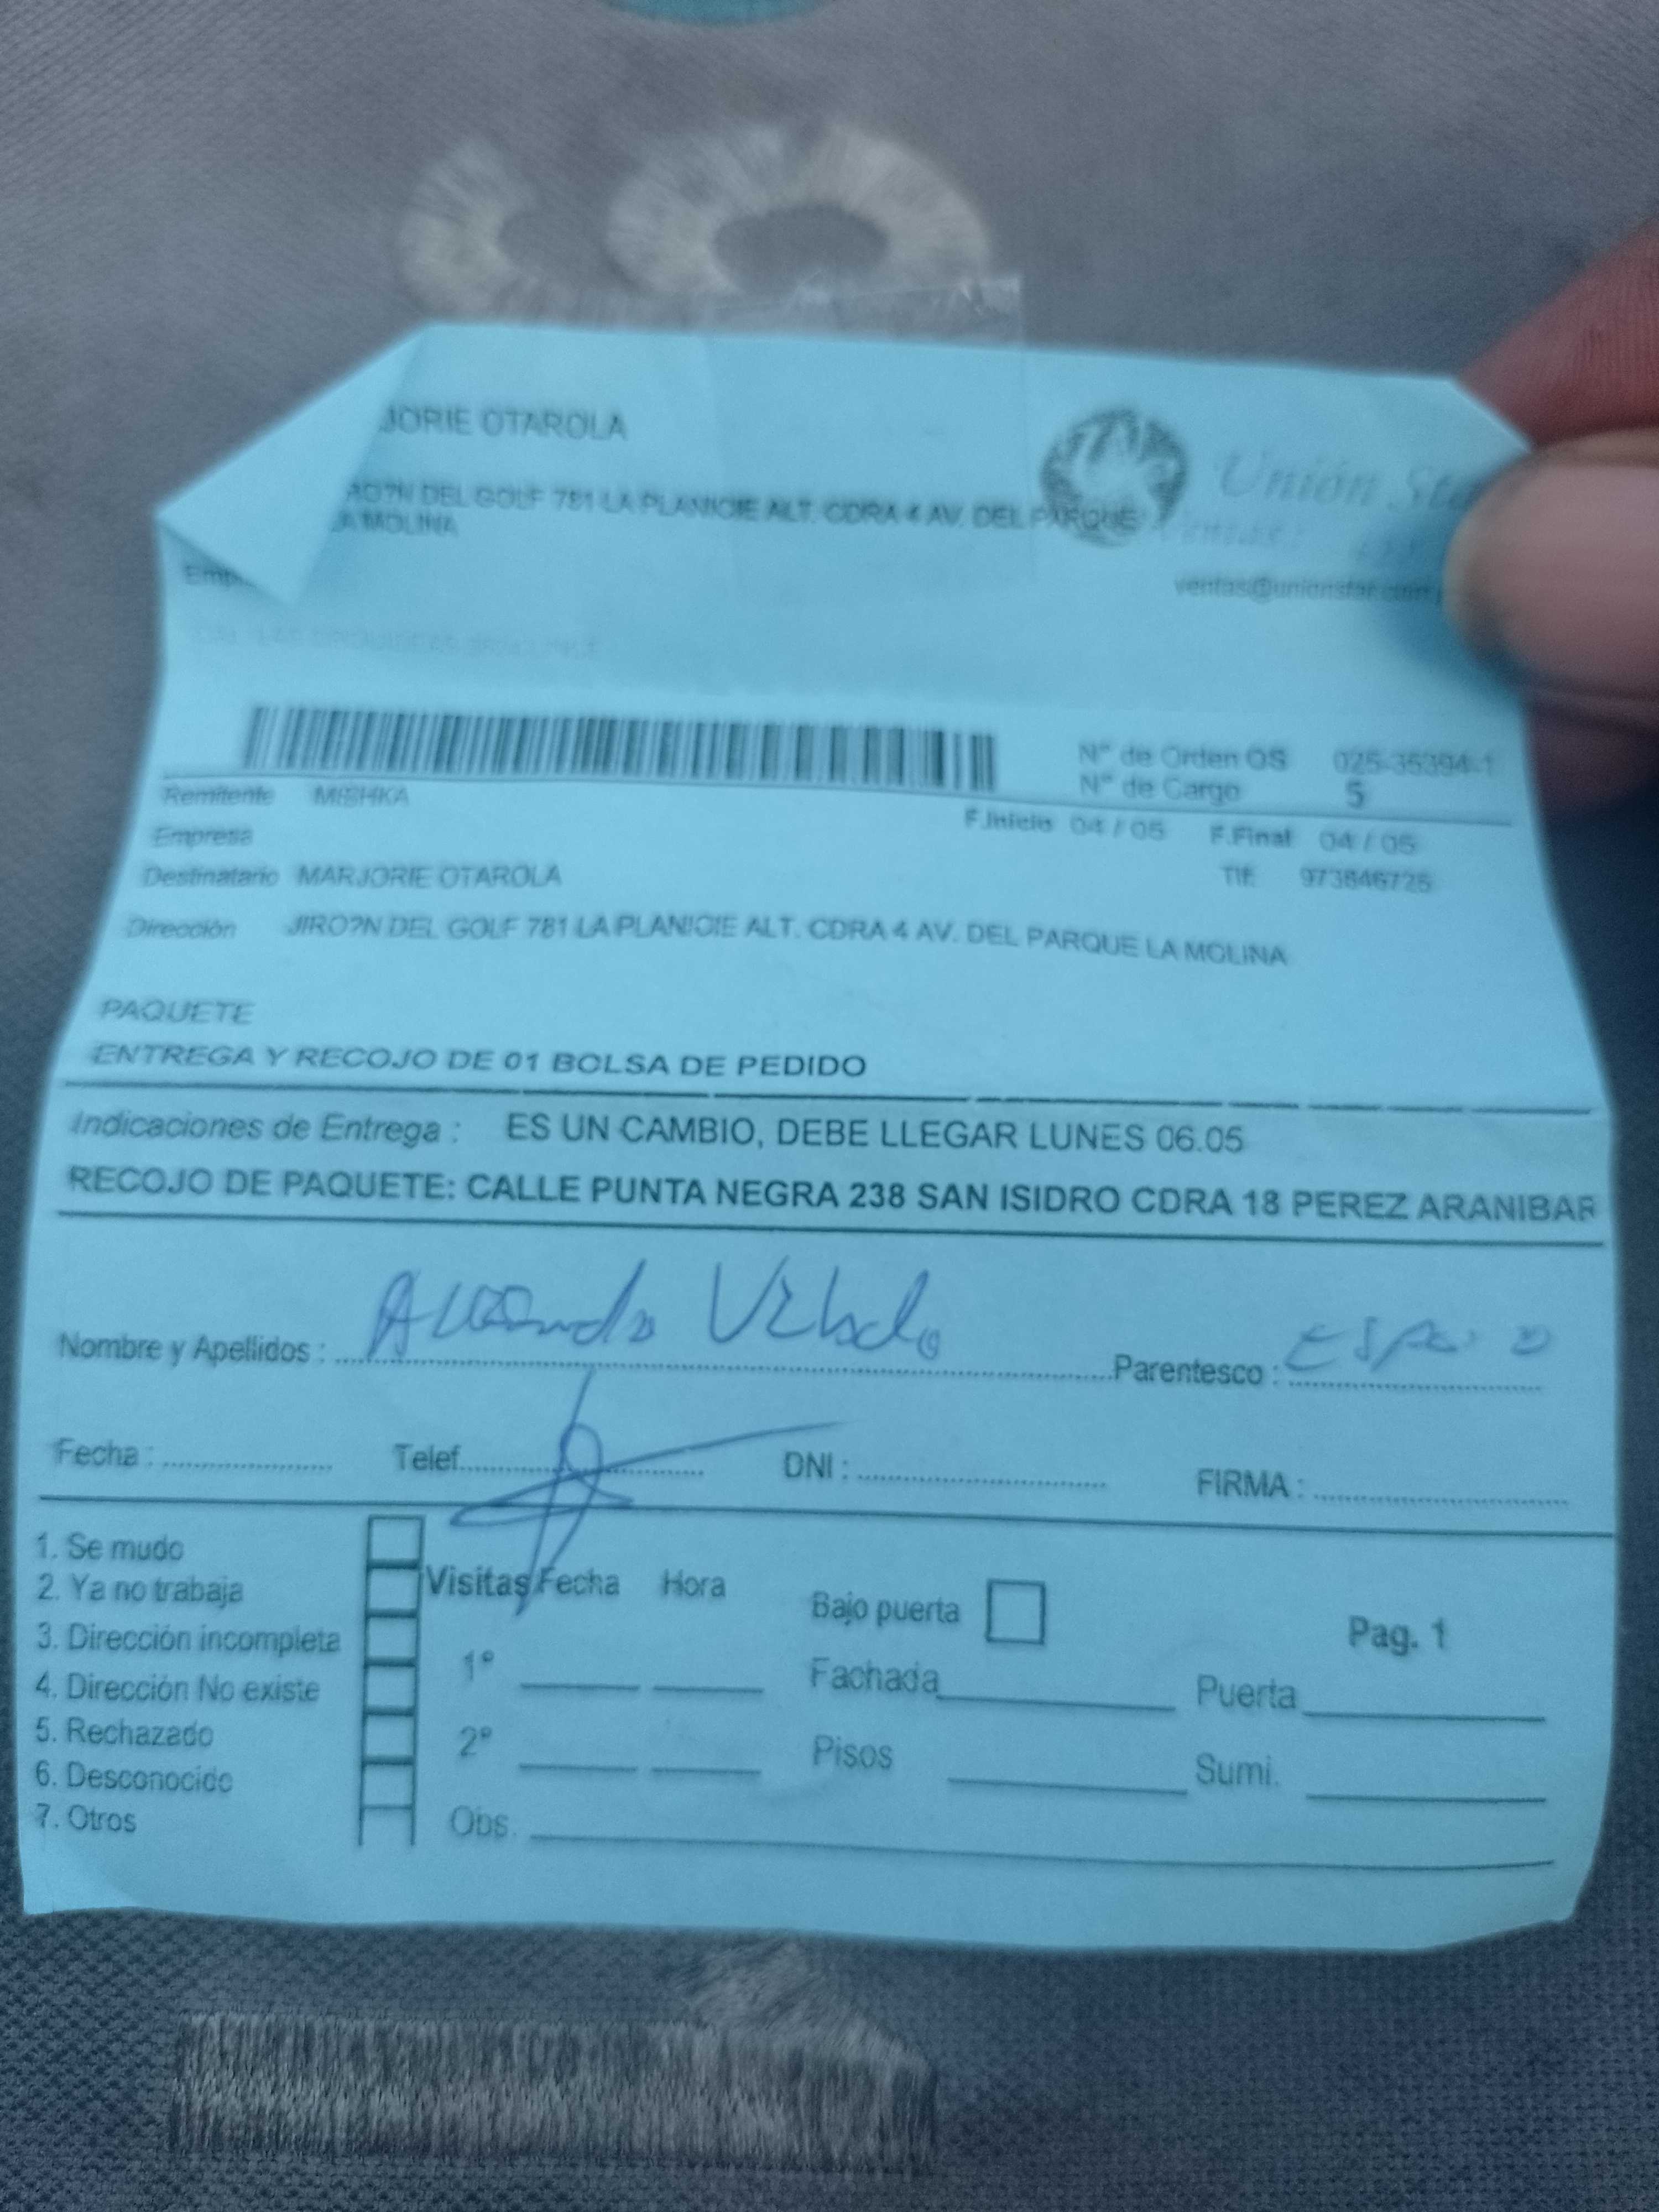 JORIE OTAROLA
Unión Sta
RO?N DEL GOLF 781 LA PLANICIE ALT. CDRA 4 AV. DEL PARQUE
LA MOLINA
ventas@unionstar.com
N° de Orden OS 025-35394-1
N° de Cargo 5
Remitente MISHKA
F.Inicio 04 / 05 F.Final 04 / 05
Empresa
Destinatario MARJORIE OTAROLA
Tlf. 973846725
Dirección JIRO?N DEL GOLF 781 LA PLANICIE ALT. CDRA 4 AV. DEL PARQUE LA MOLINA
PAQUETE
ENTREGA Y RECOJO DE 01 BOLSA DE PEDIDO
Indicaciones de Entrega : ES UN CAMBIO, DEBE LLEGAR LUNES 06.05
RECOJO DE PAQUETE: CALLE PUNTA NEGRA 238 SAN ISIDRO CDRA 18 PEREZ ARANIBAR
Nombre y Apellidos : Parentesco :
Fecha : Telef. DNI : FIRMA :
1. Se mudo
2. Ya no trabaja
3. Dirección incompleta
4. Dirección No existe
5. Rechazado
6. Desconocido
7. Otros
Visitas Fecha Hora
1°
2°
Obs.
Bajo puerta
Pag. 1
Fachada Puerta
Pisos Sumi.